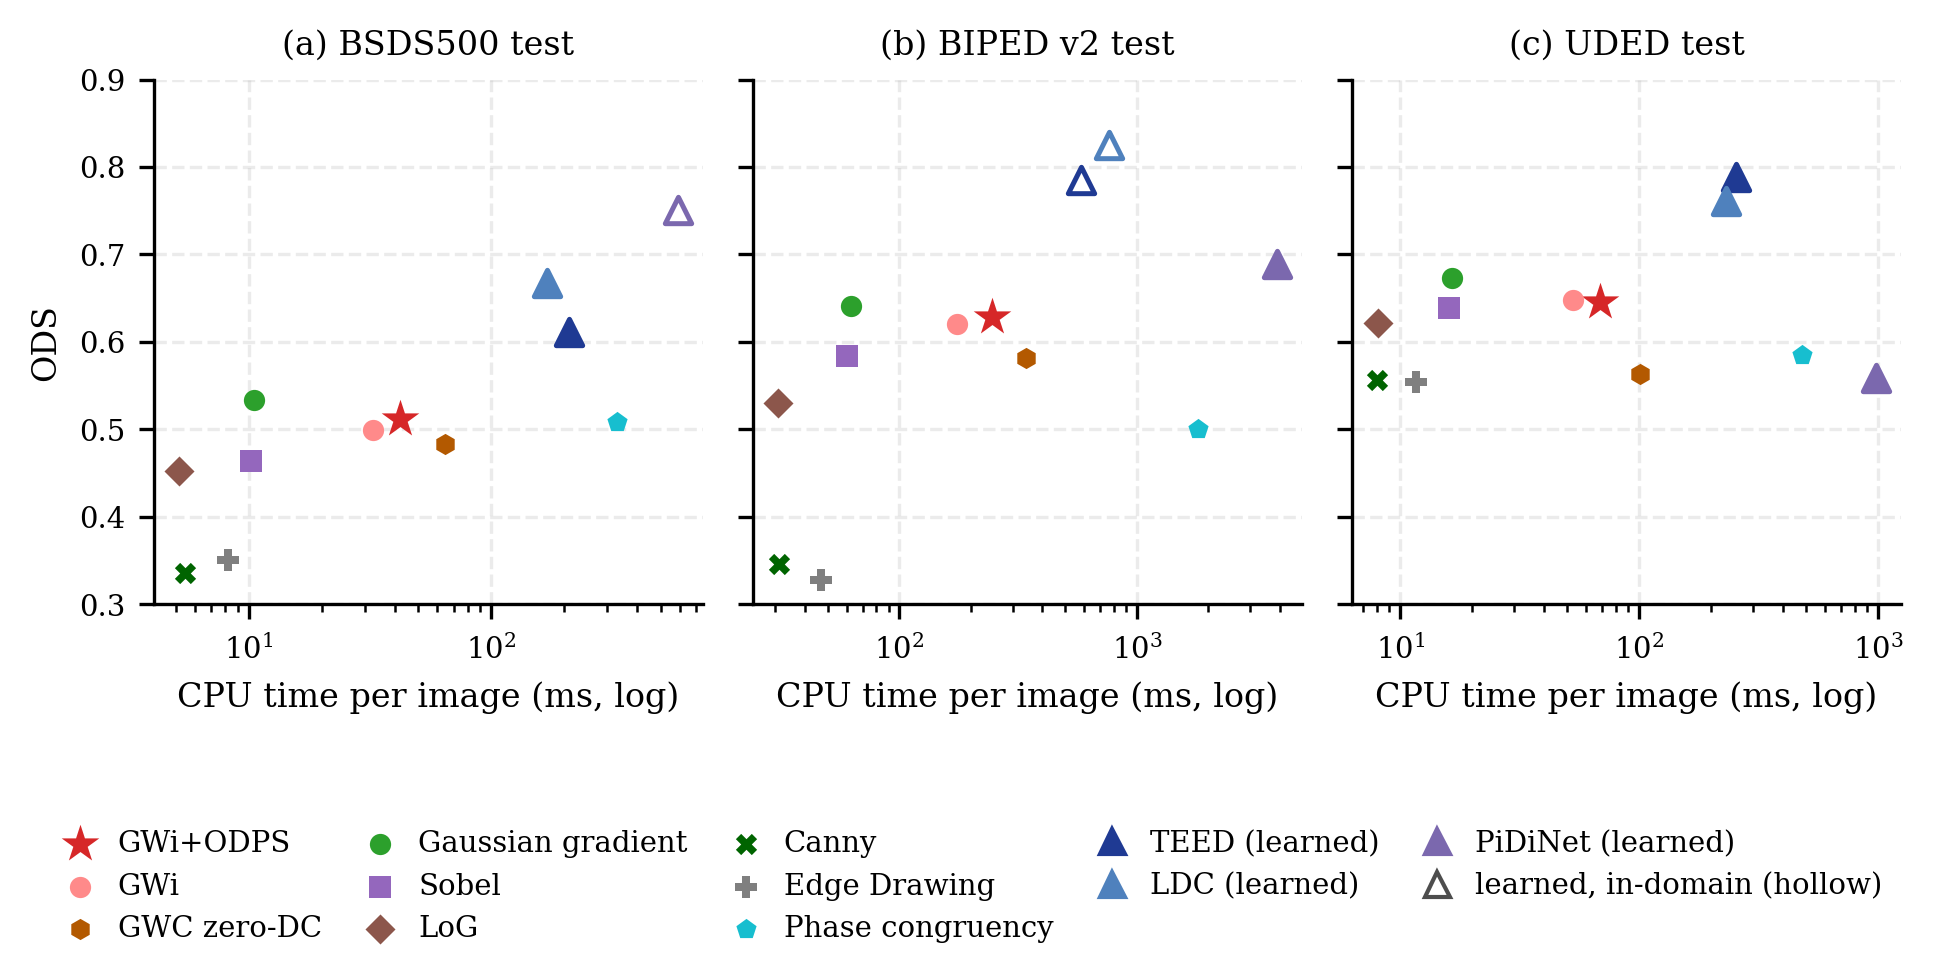 (a) BSDS500 test
(b) BIPED v2 test
(c) UDED test
ODS
0.9
0.8
0.7
0.6
0.5
0.4
0.3
10¹ 10²
10² 10³
10¹ 10² 10³
CPU time per image (ms, log)
CPU time per image (ms, log)
CPU time per image (ms, log)
GWi+ODPS
GWi
GWC zero-DC
Gaussian gradient
Sobel
LoG
Canny
Edge Drawing
Phase congruency
TEED (learned)
LDC (learned)
PiDiNet (learned)
learned, in-domain (hollow)